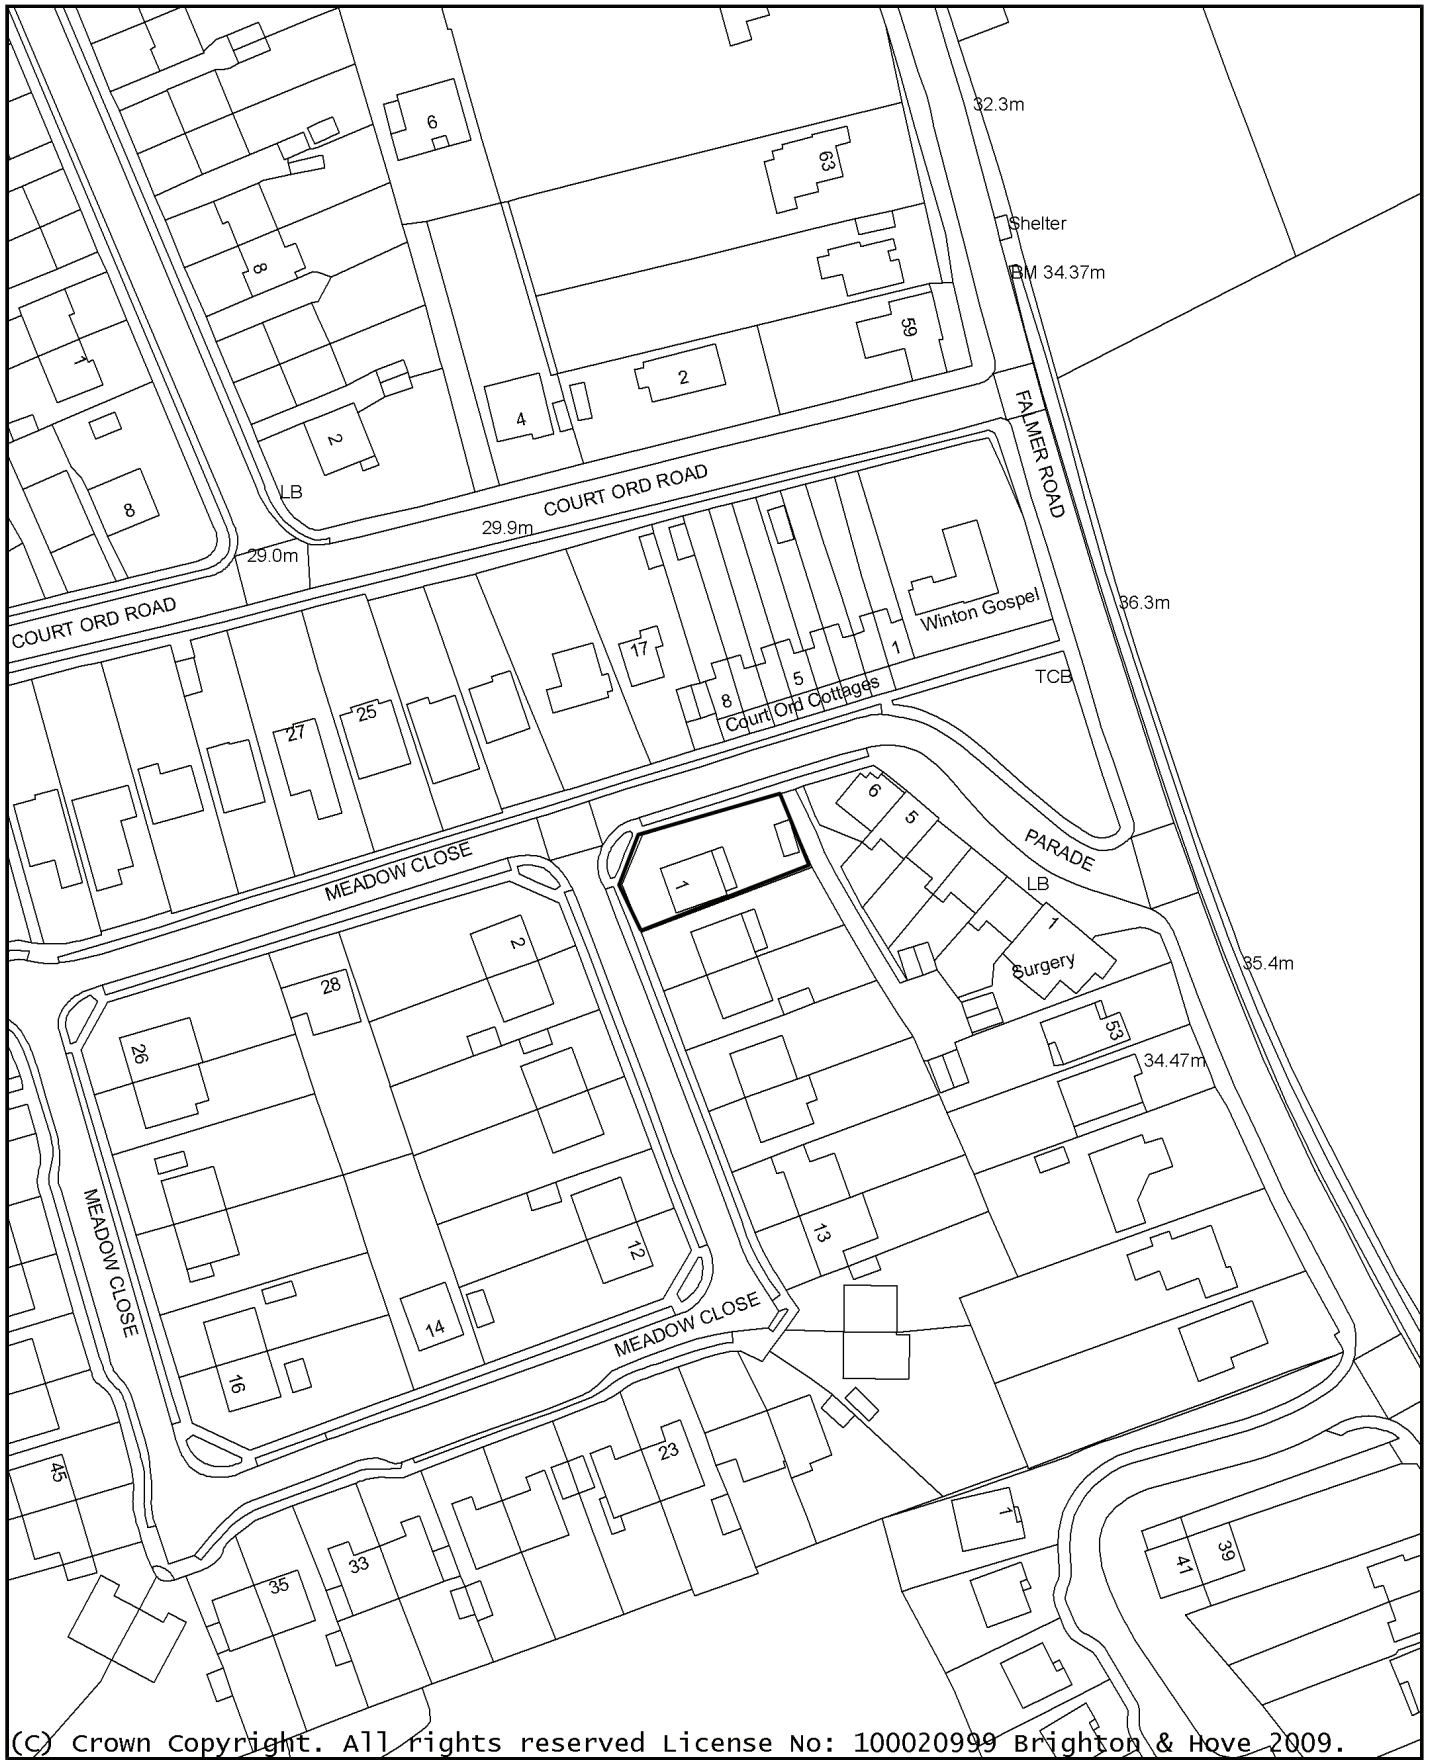 32.3m
6
63
Shelter
8
BM 34.37m
59
1
2
4
2
FALMER ROAD
COURT ORD ROAD
LB
8
29.9m
29.0m
COURT ORD ROAD
36.3m
Winton Gospel
17
1
TCB
5
8
Court Ord Cottages
25
27
6
5
PARADE
MEADOW CLOSE
1
LB
1
2
Surgery
35.4m
28
26
53
34.47m
MEADOW CLOSE
13
12
14
MEADOW CLOSE
16
23
45
1
33
35
41
39
(c) Crown Copyright. All rights reserved License No: 100020999 Brighton & Hove 2009.